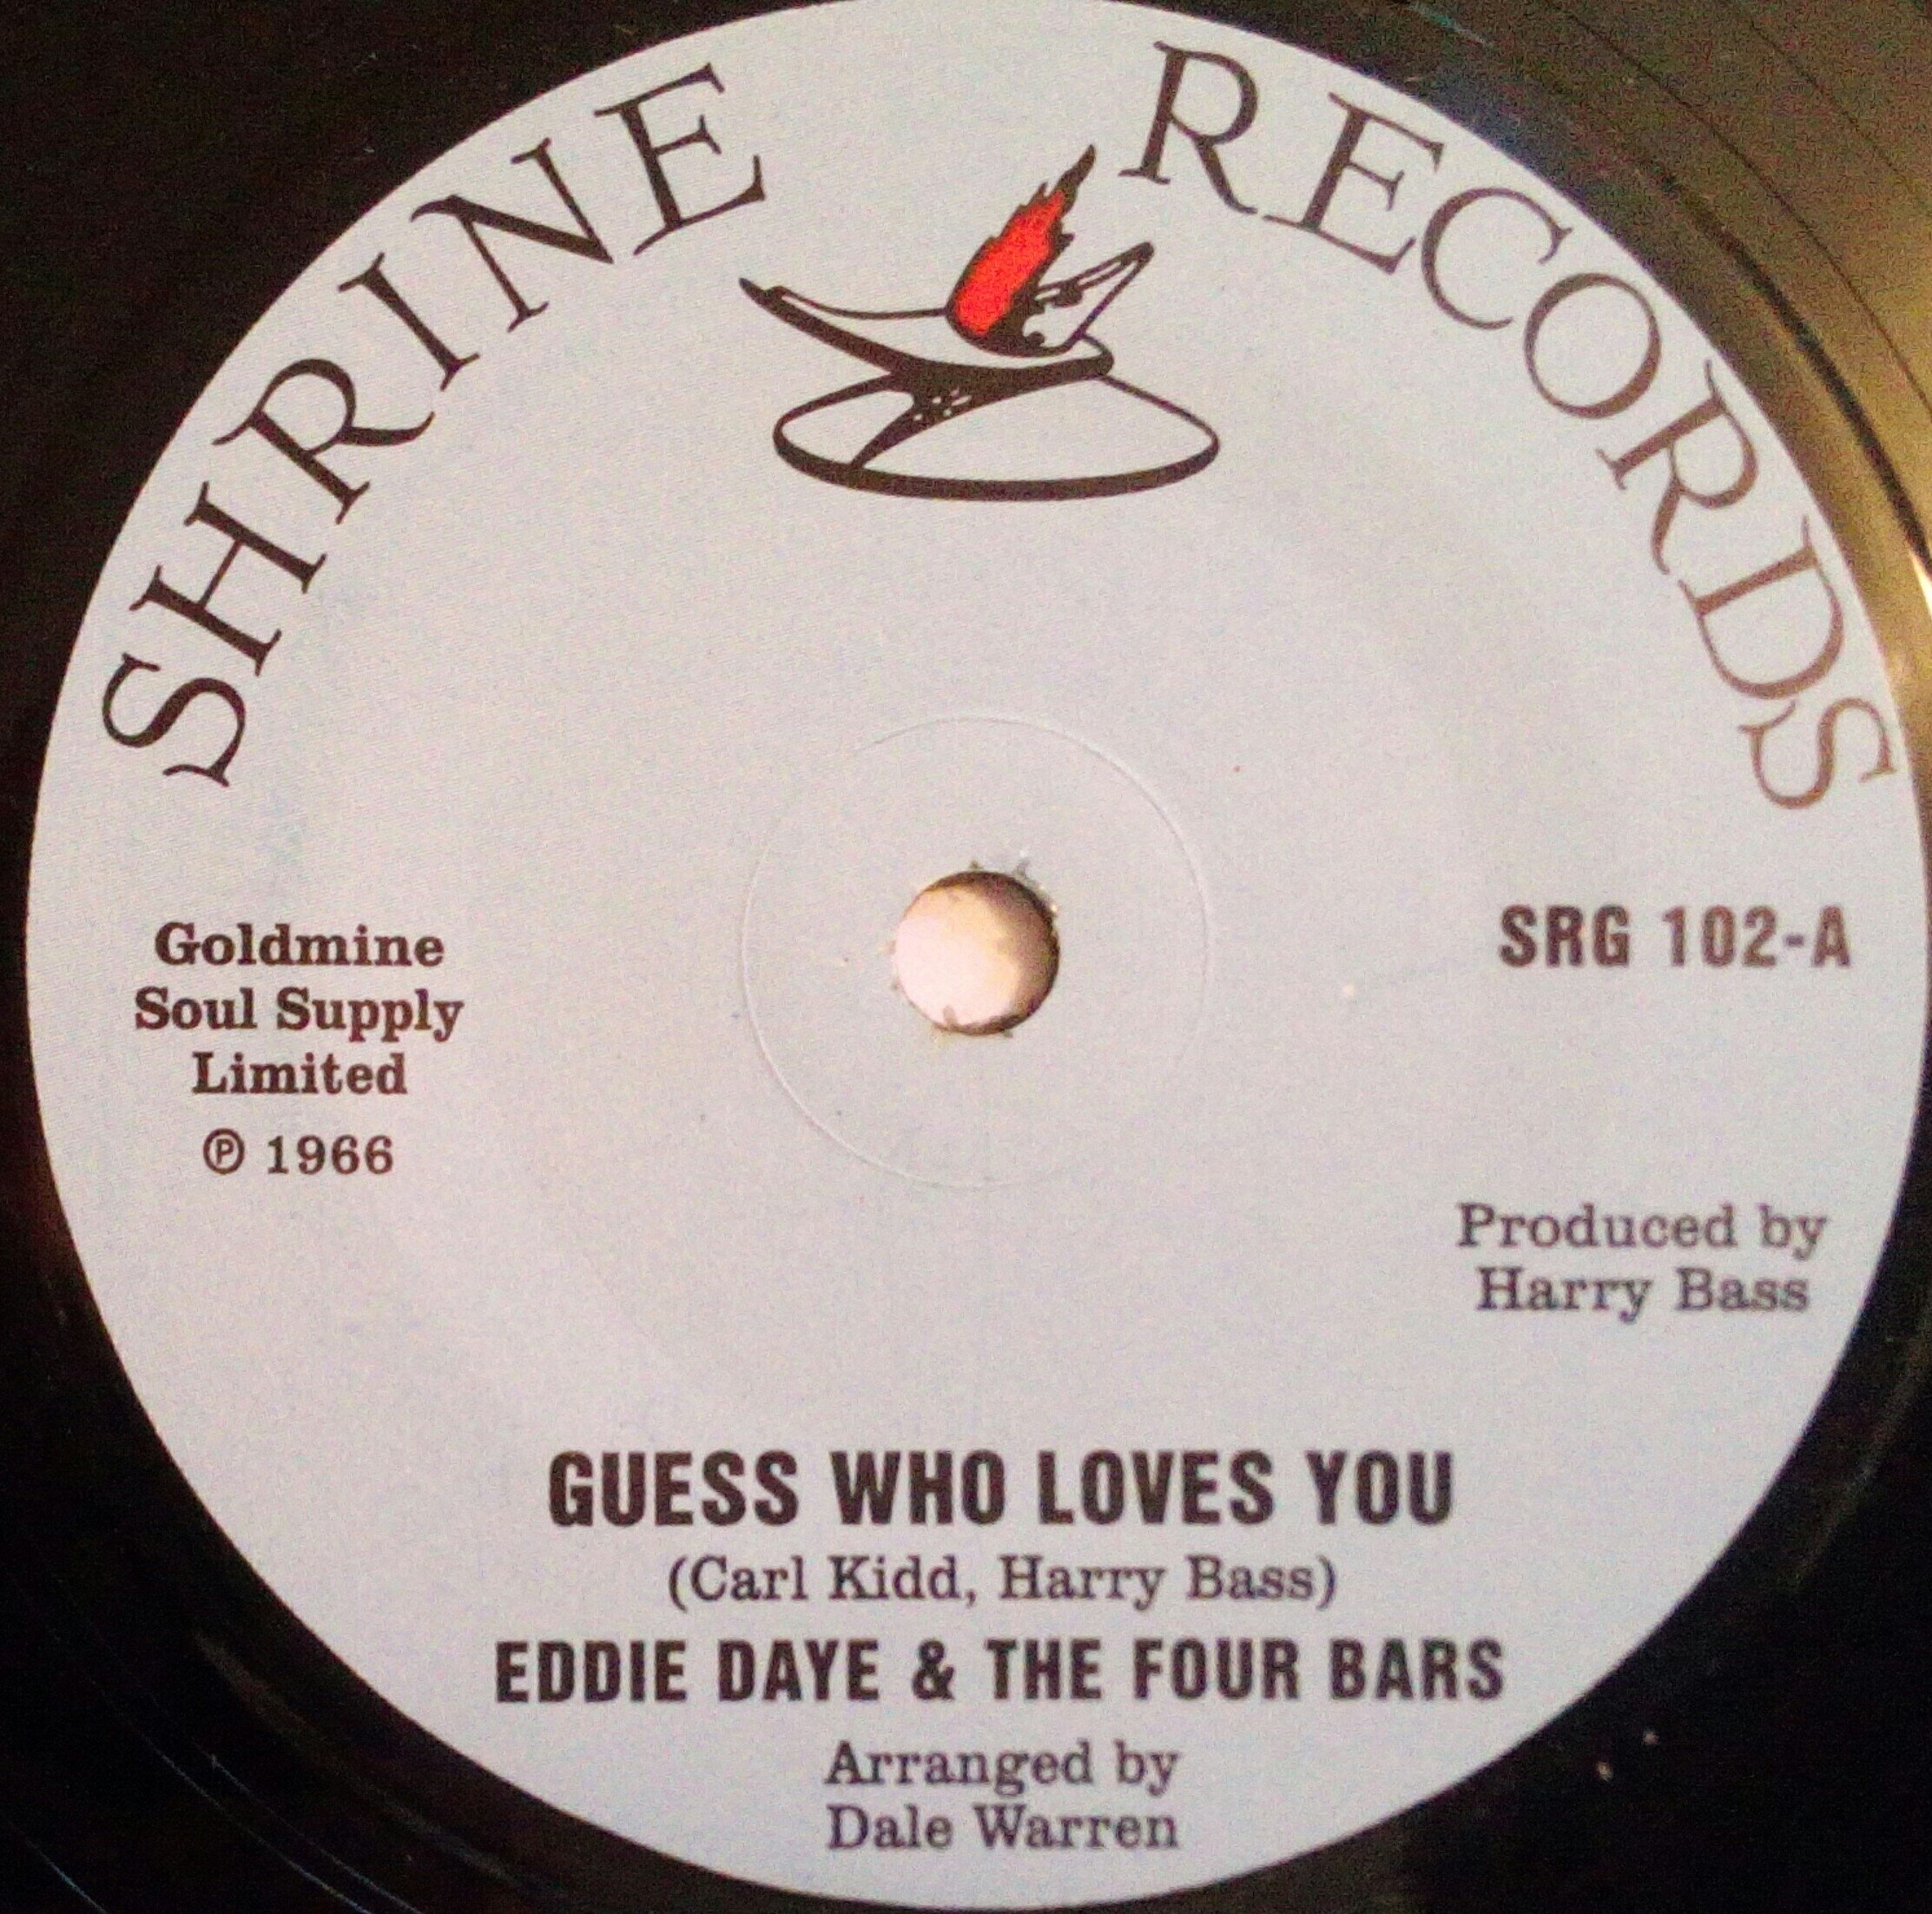 SHRINE RECORDS
Goldmine
Soul Supply
Limited
℗ 1966
SRG 102-A
Produced by
Harry Bass
GUESS WHO LOVES YOU
(Carl Kidd, Harry Bass)
EDDIE DAYE & THE FOUR BARS
Arranged by
Dale Warren